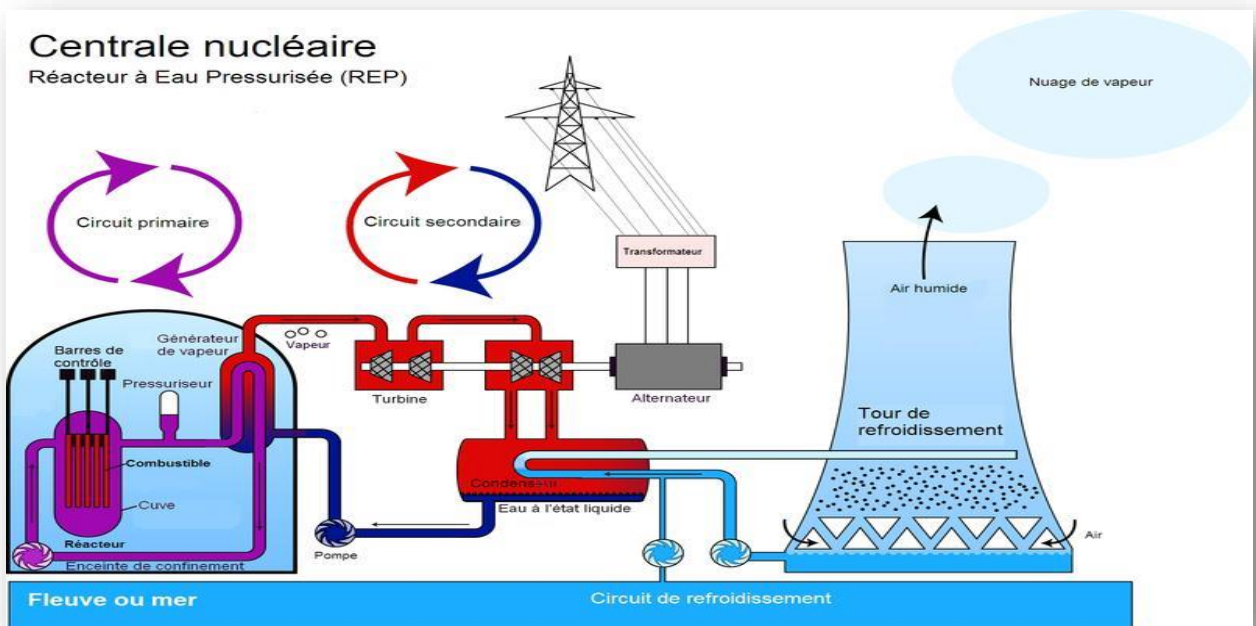 Centrale nucléaire
Réacteur à Eau Pressurisée (REP)
Nuage de vapeur
Circuit primaire
Circuit secondaire
Transformateur
Air humide
Générateur
de vapeur
Vapeur
Barres de
contrôle
Pressuriseur
Turbine
Alternateur
Tour de
refroidissement
Combustible
Cuve
Eau à l'état liquide
Réacteur
Pompe
Air
Enceinte de confinement
Fleuve ou mer
Circuit de refroidissement